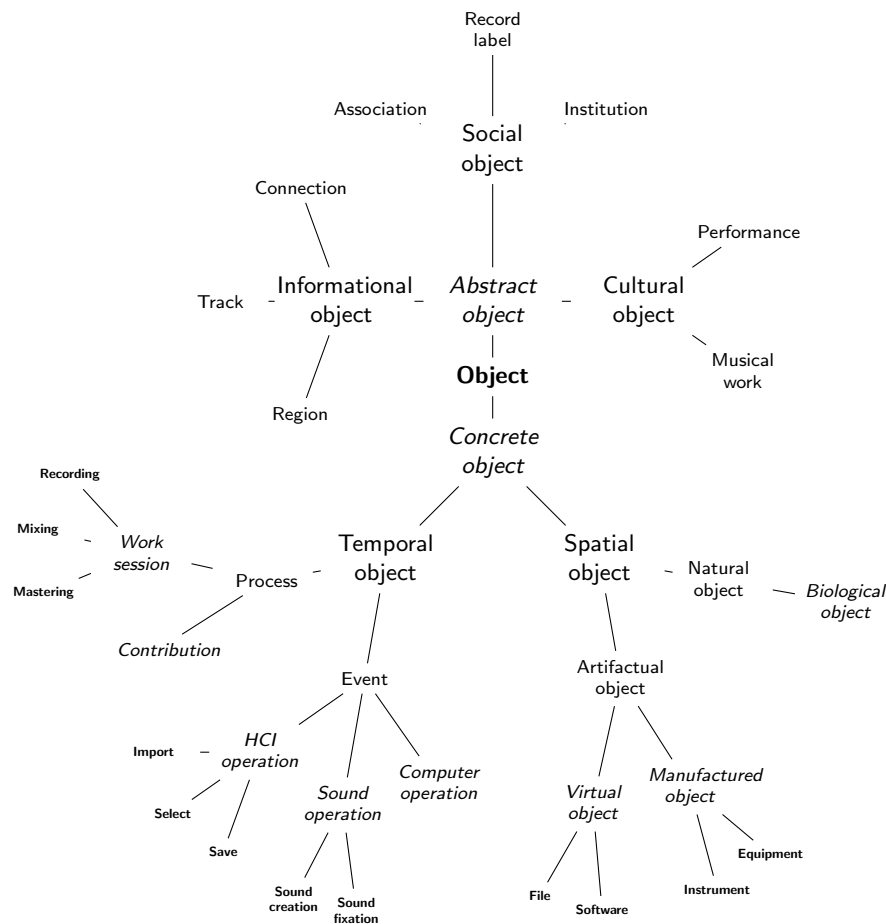 Record
label
Association
Institution
Social
object
Connection
Performance
Track
Informational
object
Abstract
object
Cultural
object
Musical
work
Object
Region
Concrete
object
Recording
Mixing
Work
session
Mastering
Process
Temporal
object
Spatial
object
Natural
object
Biological
object
Contribution
Event
Artifactual
object
HCI
operation
Import
Computer
operation
Sound
operation
Virtual
object
Manufactured
object
Select
Save
Equipment
Sound
creation
Sound
fixation
File
Software
Instrument